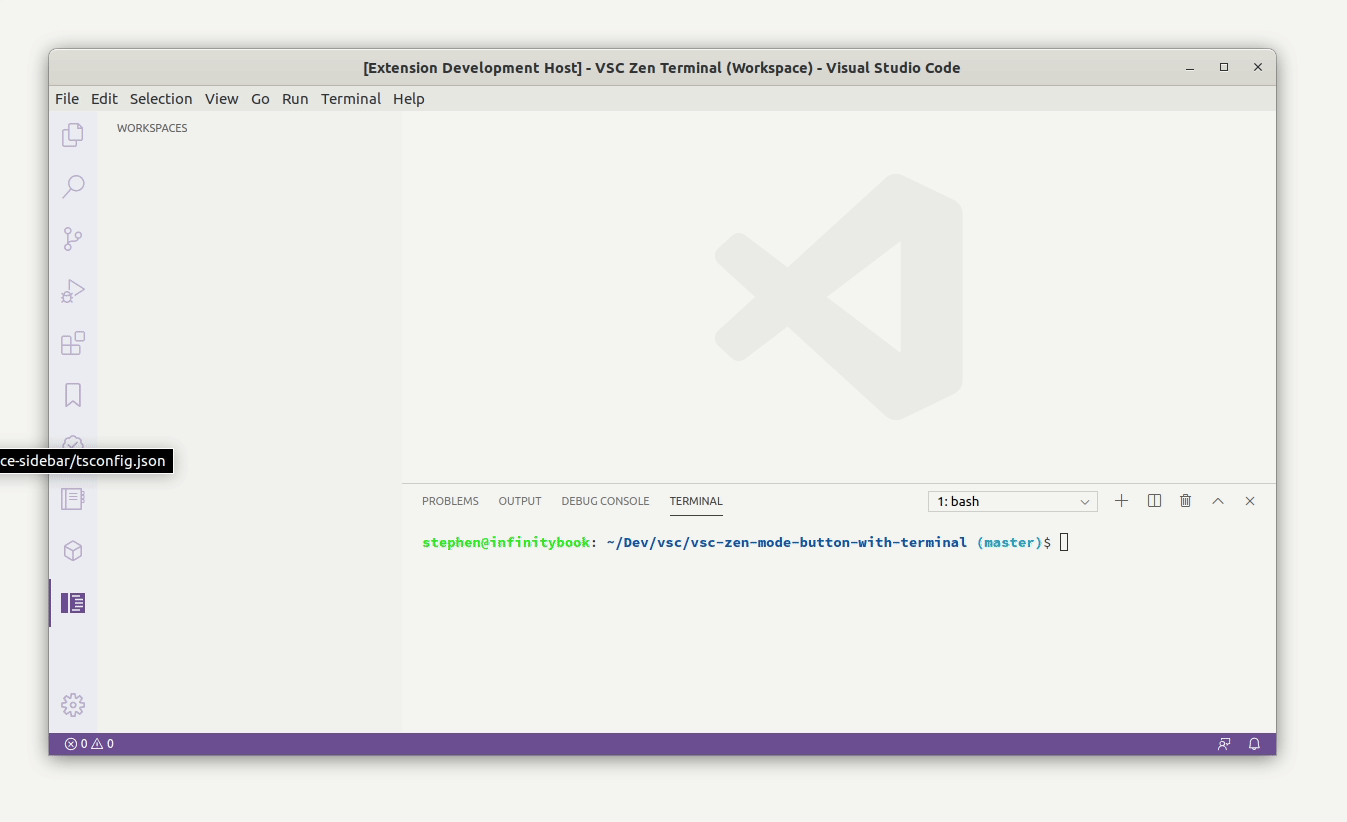 [Extension Development Host] - VSC Zen Terminal (Workspace) - Visual Studio Code
File Edit Selection View Go Run Terminal Help
WORKSPACES
ce-sidebar/tsconfig.json
PROBLEMS OUTPUT DEBUG CONSOLE TERMINAL 1: bash
stephen@infinitybook: ~/Dev/vsc/vsc-zen-mode-button-with-terminal (master)$
0 0